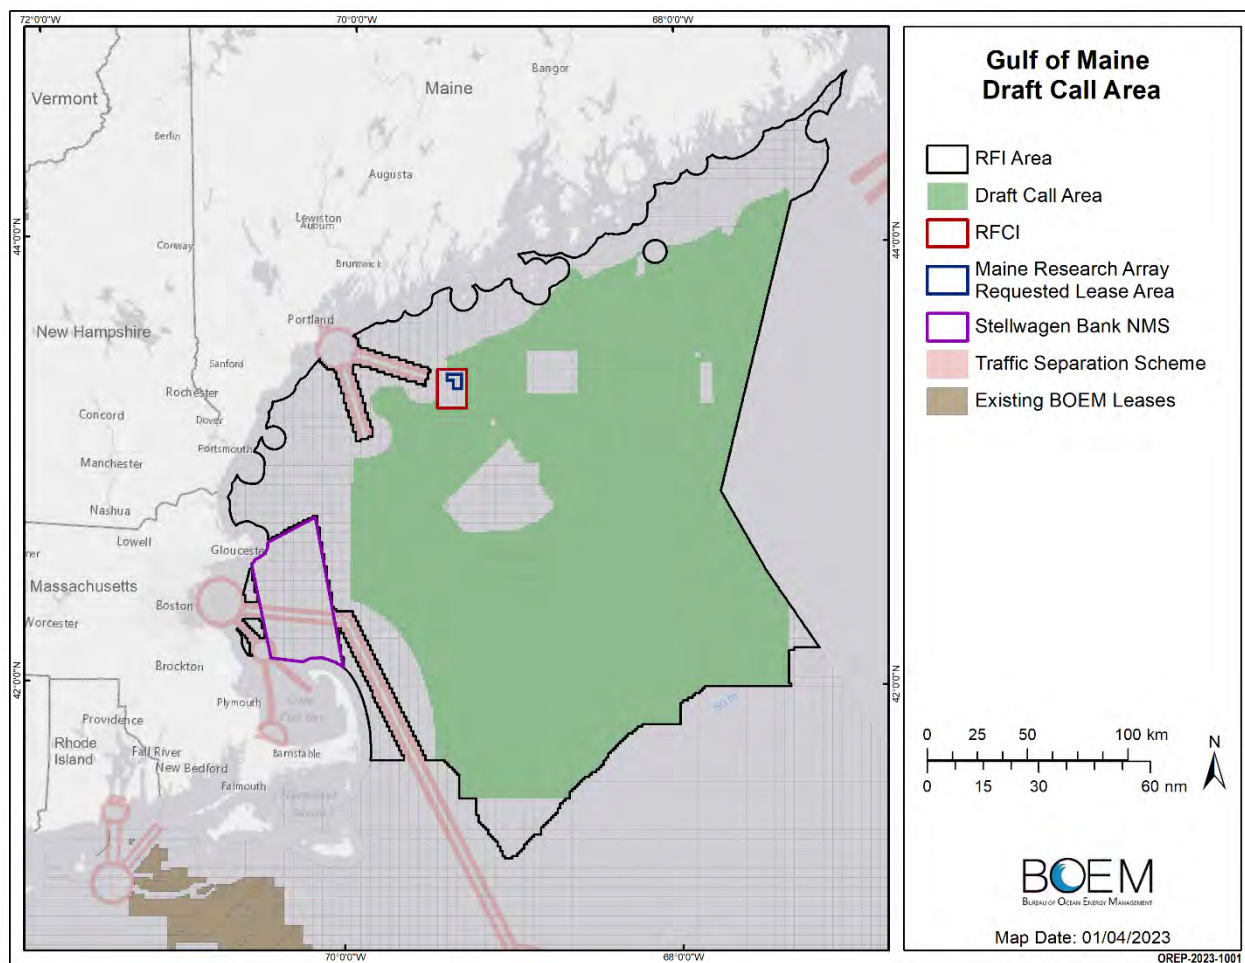 72°0'0"W
70°0'0"W
68°0'0"W
Gulf of Maine
Draft Call Area
RFI Area
Draft Call Area
RFCI
Maine Research Array
Requested Lease Area
Stellwagen Bank NMS
Traffic Separation Scheme
Existing BOEM Leases
Vermont
Maine
Bangor
Berlin
Augusta
Lewiston
Auburn
Conway
44°0'0"N
44°0'0"N
Brunswick
Portland
New Hampshire
Sanford
Rochester
Concord
Dover
Portsmouth
Manchester
Nashua
Lowell
Gloucester
Massachusetts
Boston
Worcester
Brockton
42°0'0"N
42°0'0"N
Plymouth
50 m
Providence
Rhode
Island
Fall River
New Bedford
Barnstable
Falmouth
0 25 50 100 km
0 15 30 60 nm
N
BOEM
BUREAU OF OCEAN ENERGY MANAGEMENT
Map Date: 01/04/2023
70°0'0"W
68°0'0"W
OREP-2023-1001